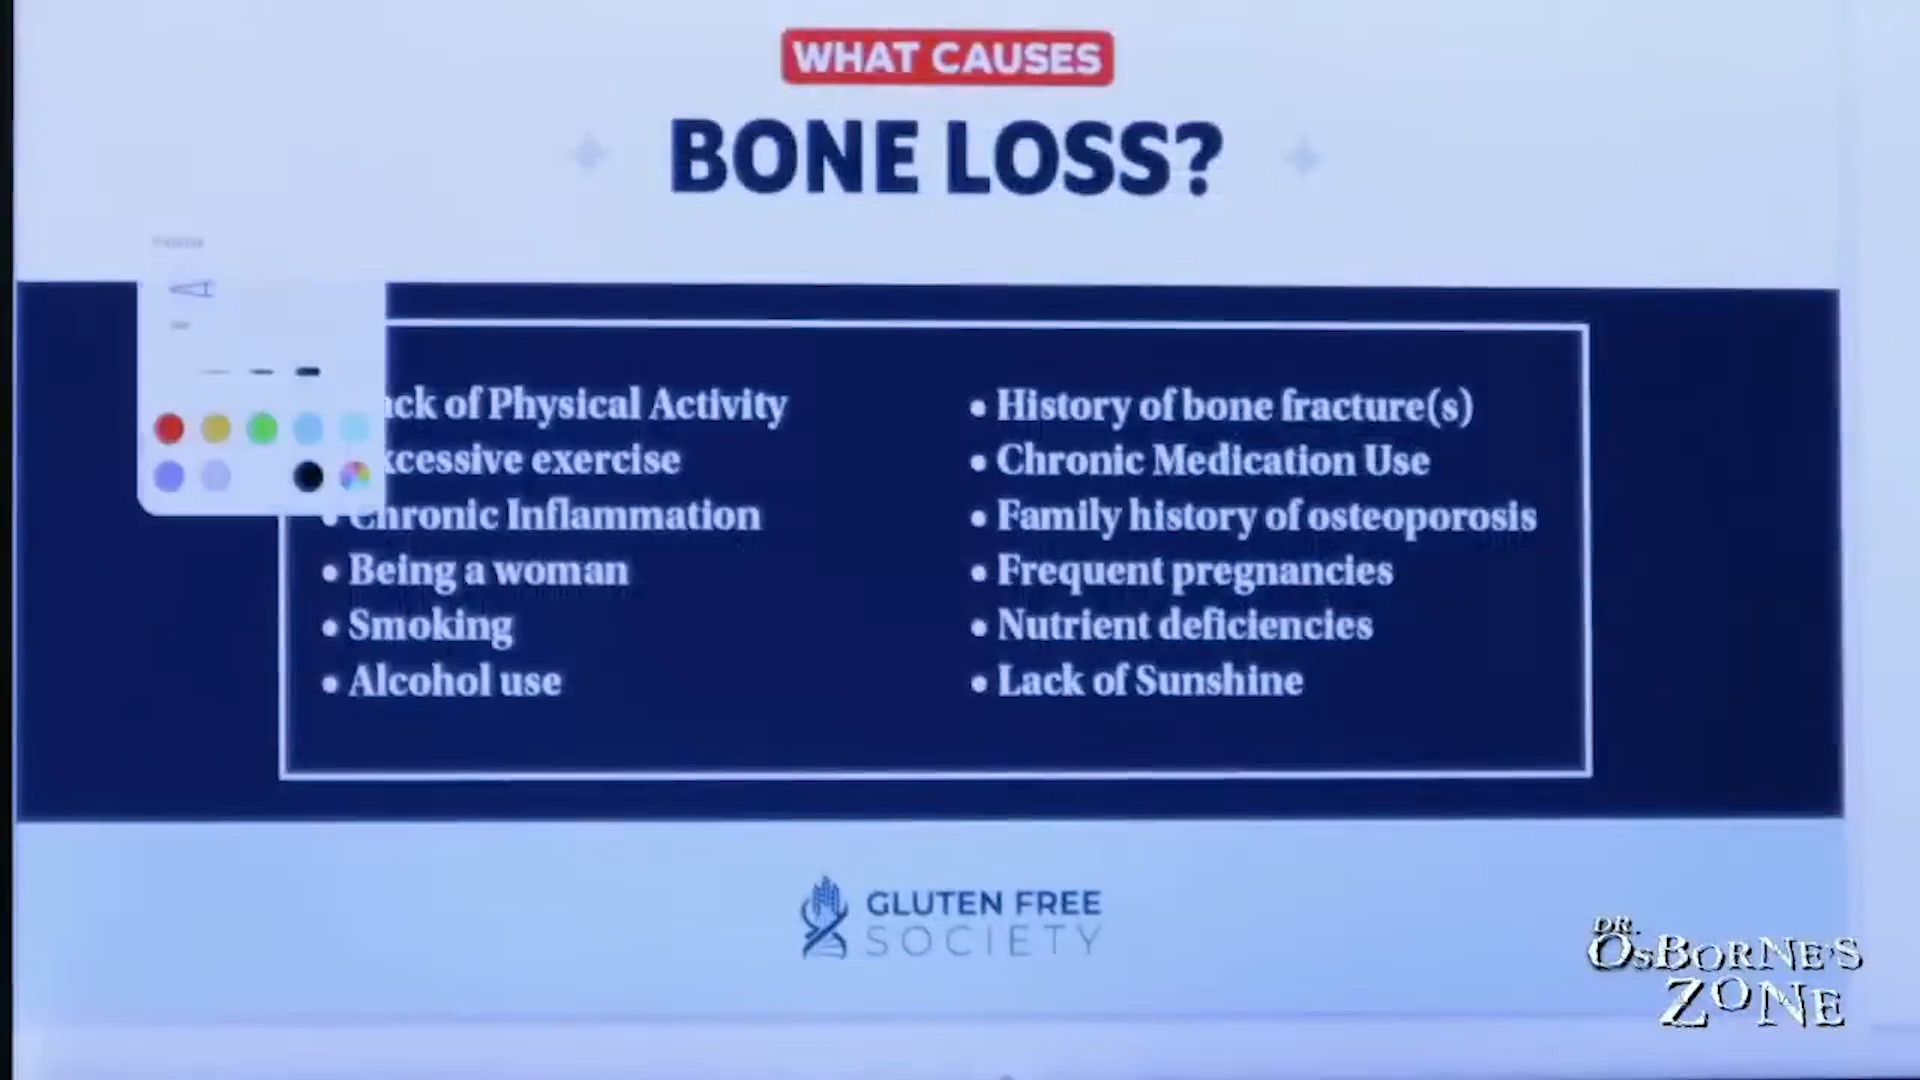 WHAT CAUSES
BONE LOSS?
ack of Physical Activity
xcessive exercise
• Chronic Inflammation
• Being a woman
• Smoking
• Alcohol use
• History of bone fracture(s)
• Chronic Medication Use
• Family history of osteoporosis
• Frequent pregnancies
• Nutrient deficiencies
• Lack of Sunshine
GLUTEN FREE
SOCIETY
DR.
OSBORNE'S
ZONE